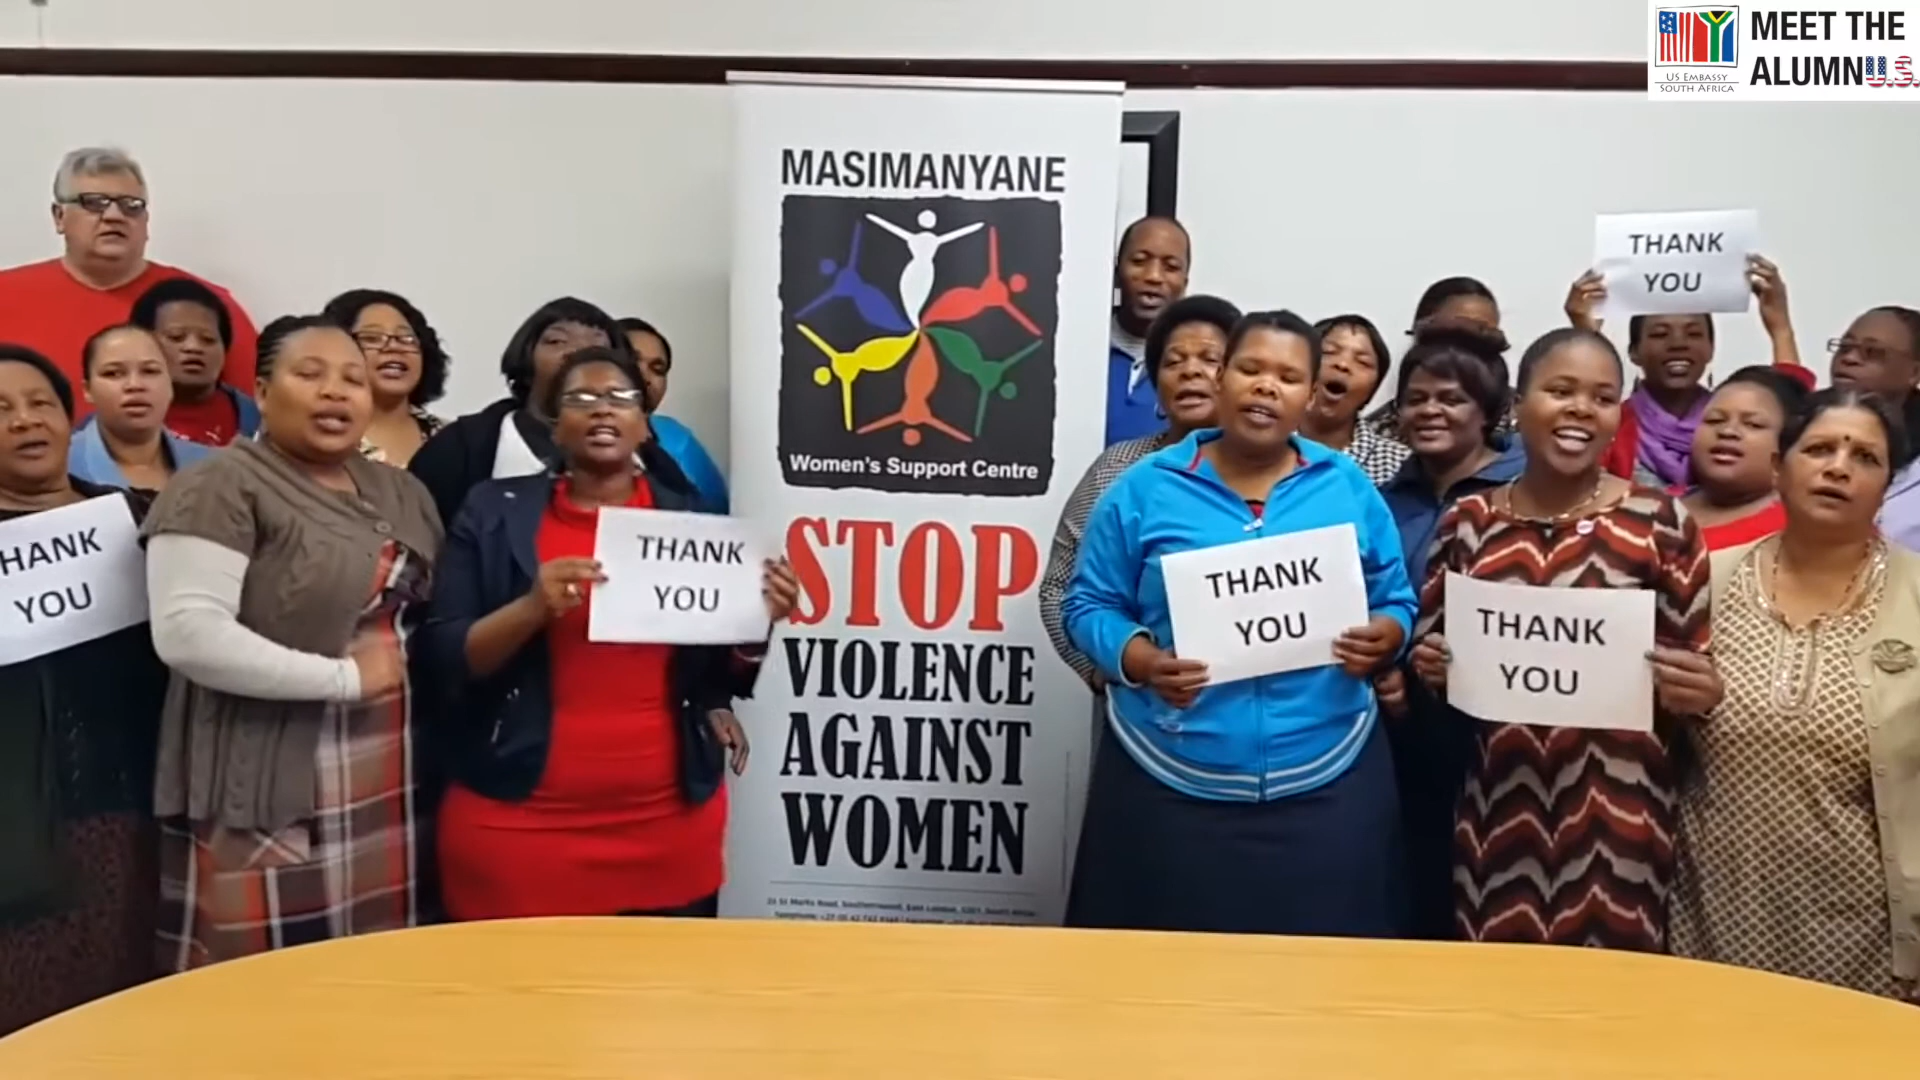 US EMBASSY
SOUTH AFRICA
MEET THE
ALUMNU.S.
MASIMANYANE
Women's Support Centre
STOP
VIOLENCE
AGAINST
WOMEN
THANK
YOU
HANK
YOU
THANK
YOU
THANK
YOU
THANK
YOU